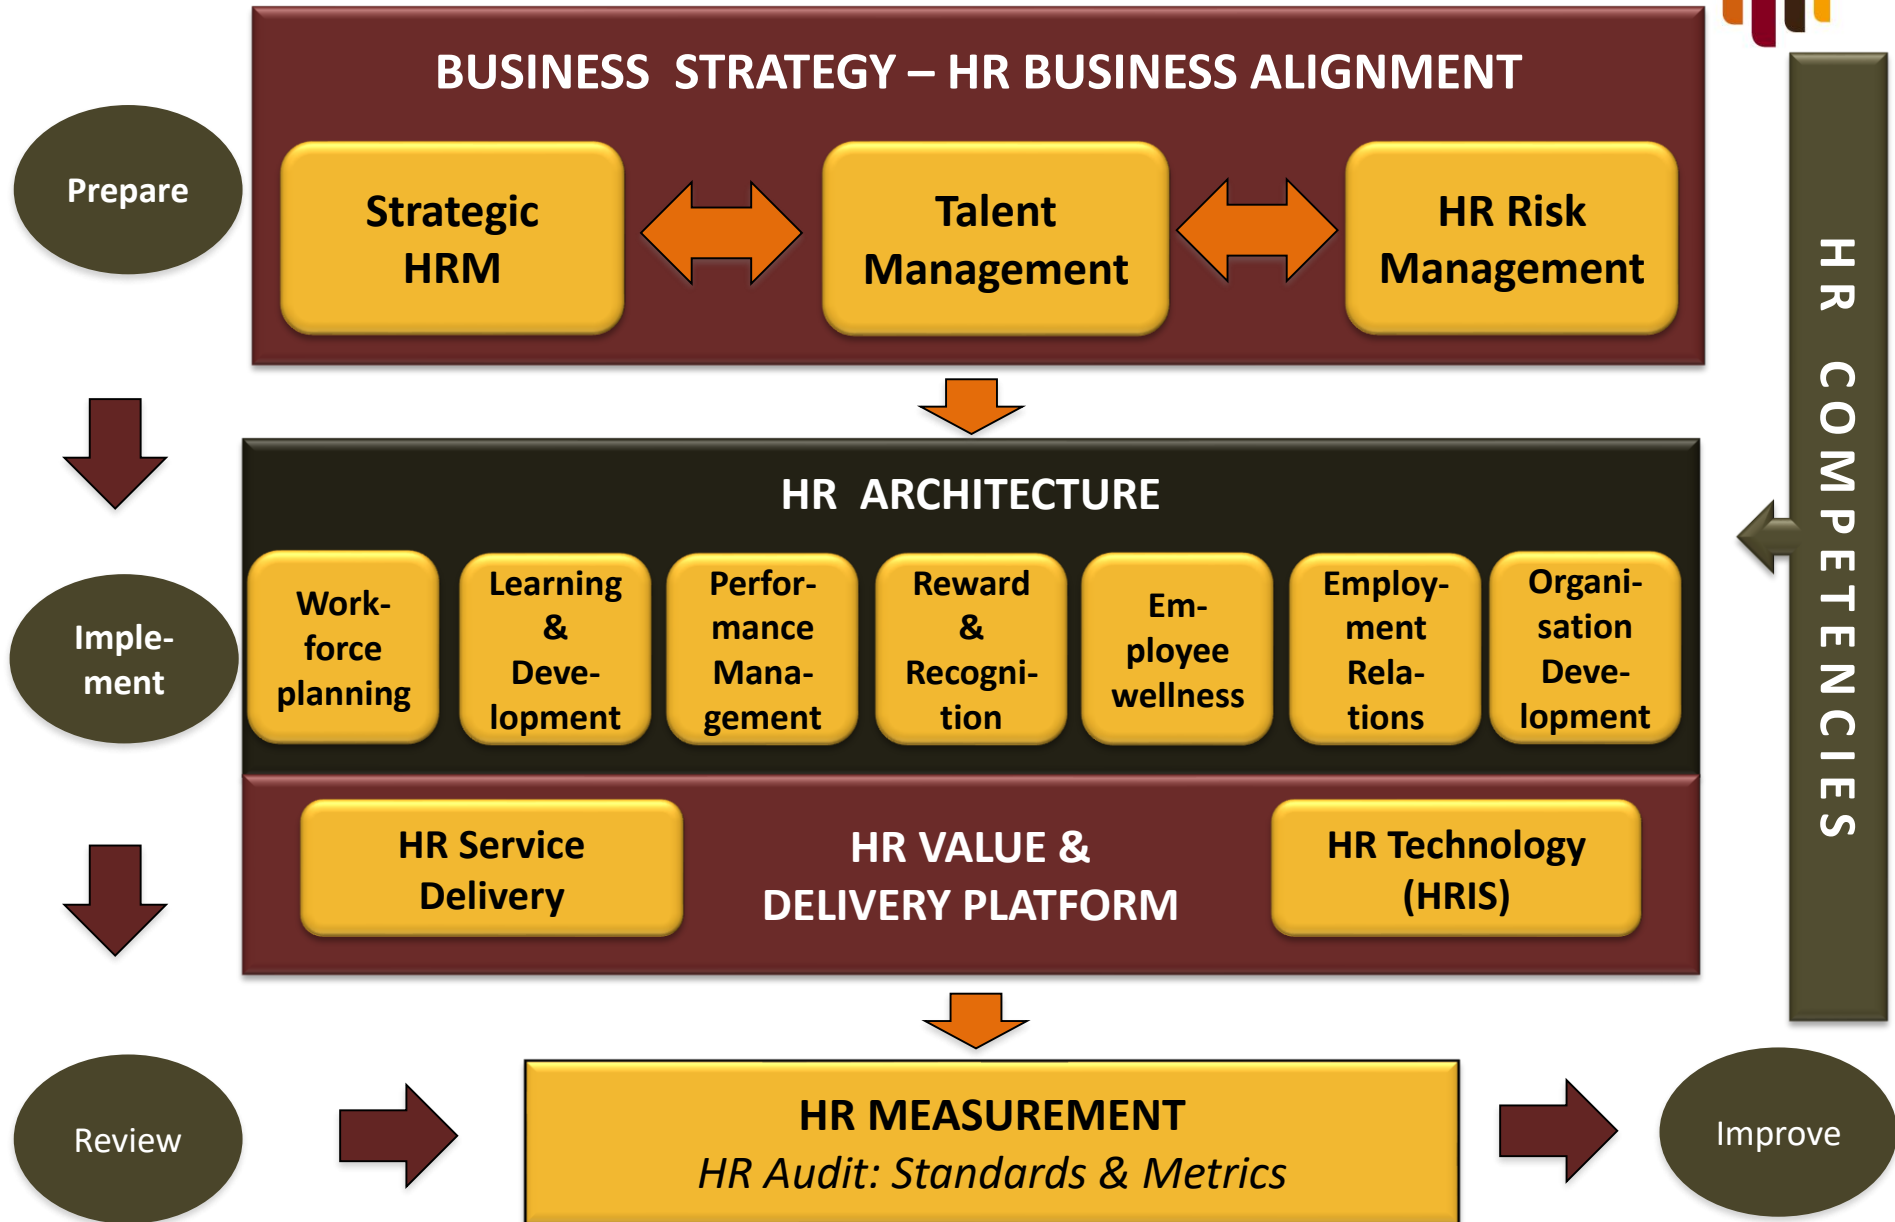 BUSINESS STRATEGY – HR BUSINESS ALIGNMENT
Prepare
Strategic
HRM
Talent
Management
HR Risk
Management
HR COMPETENCIES
HR ARCHITECTURE
Imple-
ment
Work-
force
planning
Learning
&
Deve-
lopment
Perfor-
mance
Mana-
gement
Reward
&
Recogni-
tion
Em-
ployee
wellness
Employ-
ment
Rela-
tions
Organi-
sation
Deve-
lopment
HR Service
Delivery
HR VALUE &
DELIVERY PLATFORM
HR Technology
(HRIS)
Review
HR MEASUREMENT
HR Audit: Standards & Metrics
Improve